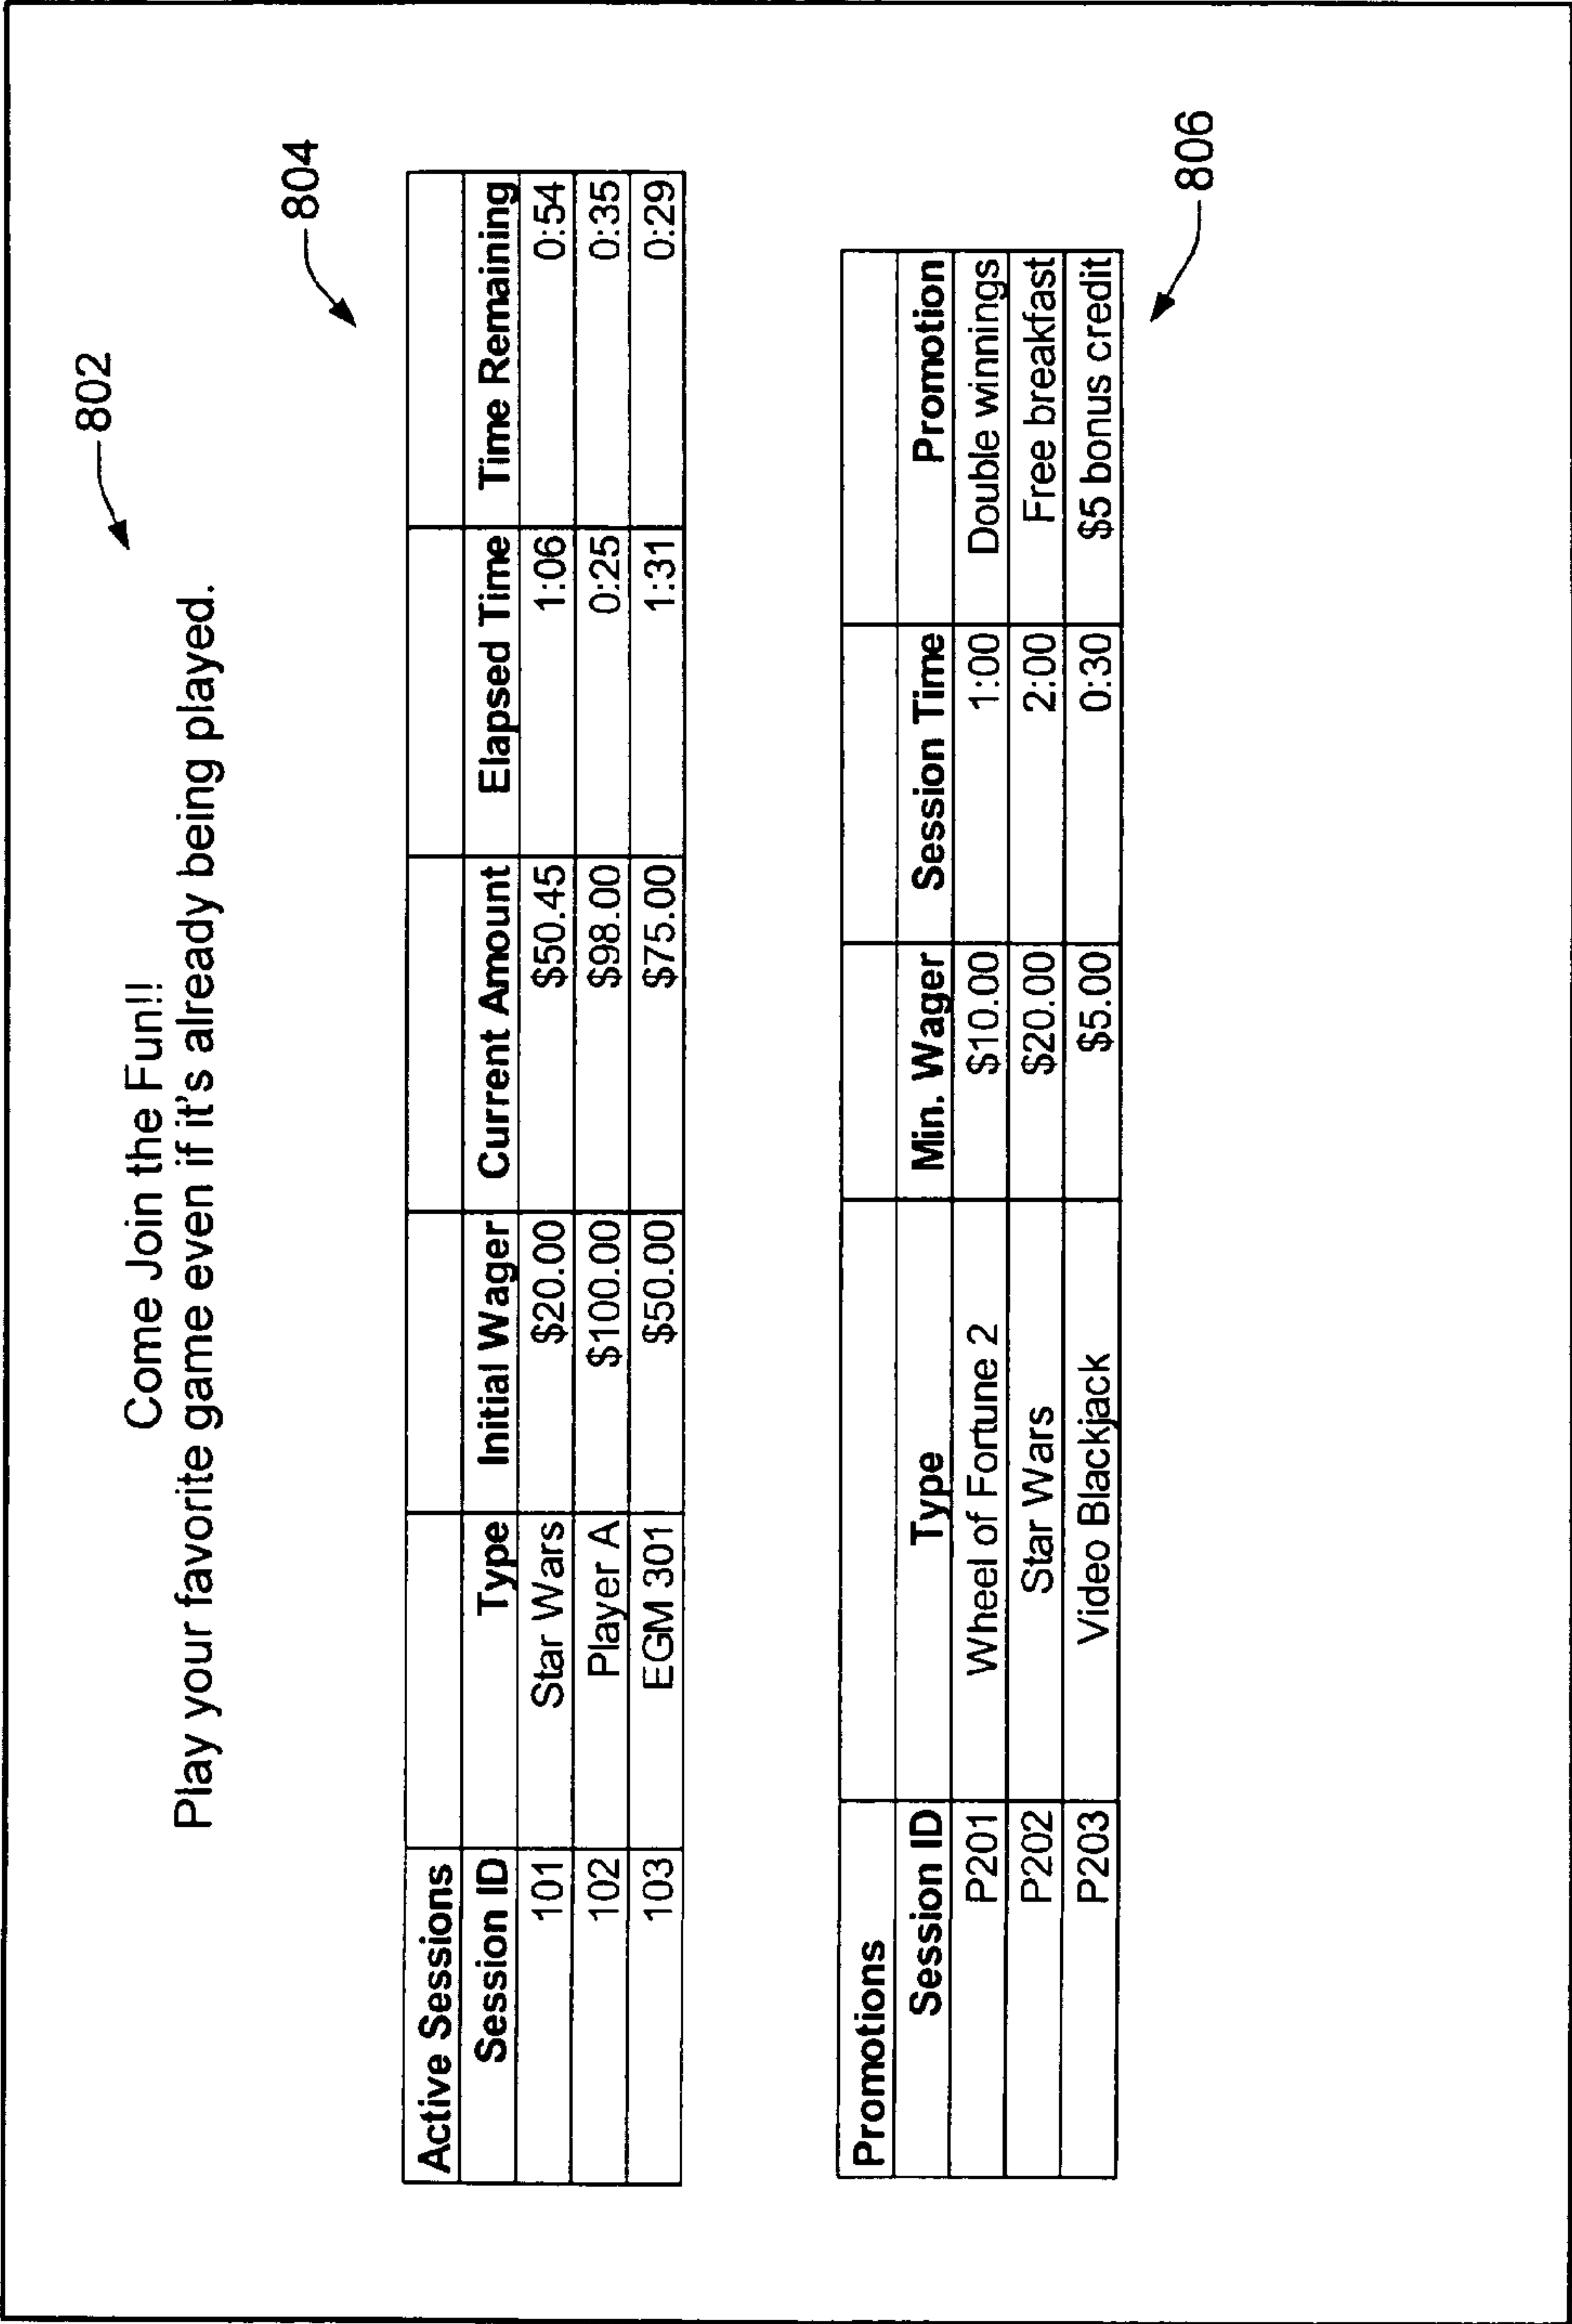 802
Come Join the Fun!!
Play your favorite game even if it's already being played.
804
Active Sessions
Session ID Type Initial Wager Current Amount Elapsed Time Time Remaining
101 Star Wars $20.00 $50.45 1:06 0:54
102 Player A $100.00 $98.00 0:25 0:35
103 EGM 301 $50.00 $75.00 1:31 0:29
Promotions
Session ID Type Min. Wager Session Time Promotion
P201 Wheel of Fortune 2 $10.00 1:00 Double winnings
P202 Star Wars $20.00 2:00 Free breakfast
P203 Video Blackjack $5.00 0:30 $5 bonus credit
806